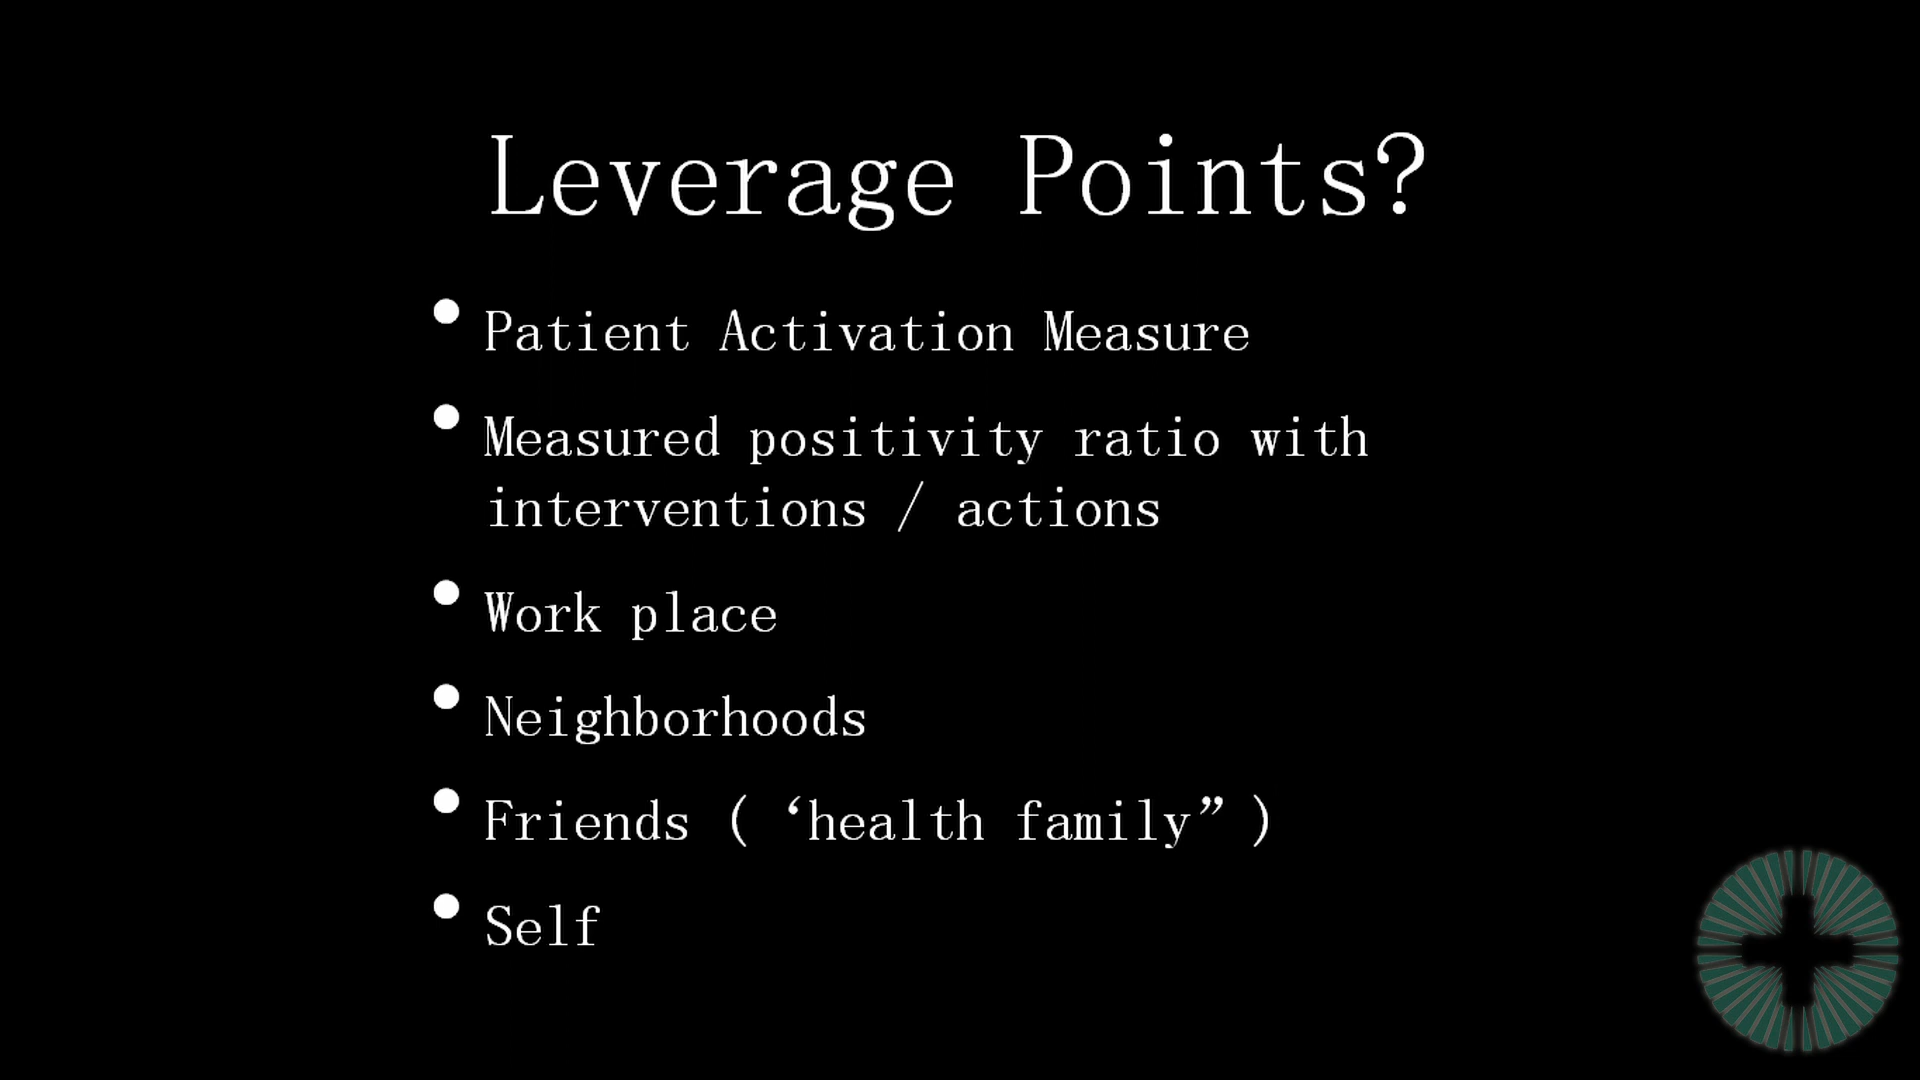 Leverage Points?
• Patient Activation Measure
• Measured positivity ratio with
interventions / actions
• Work place
• Neighborhoods
• Friends ( ‘health family” )
• Self